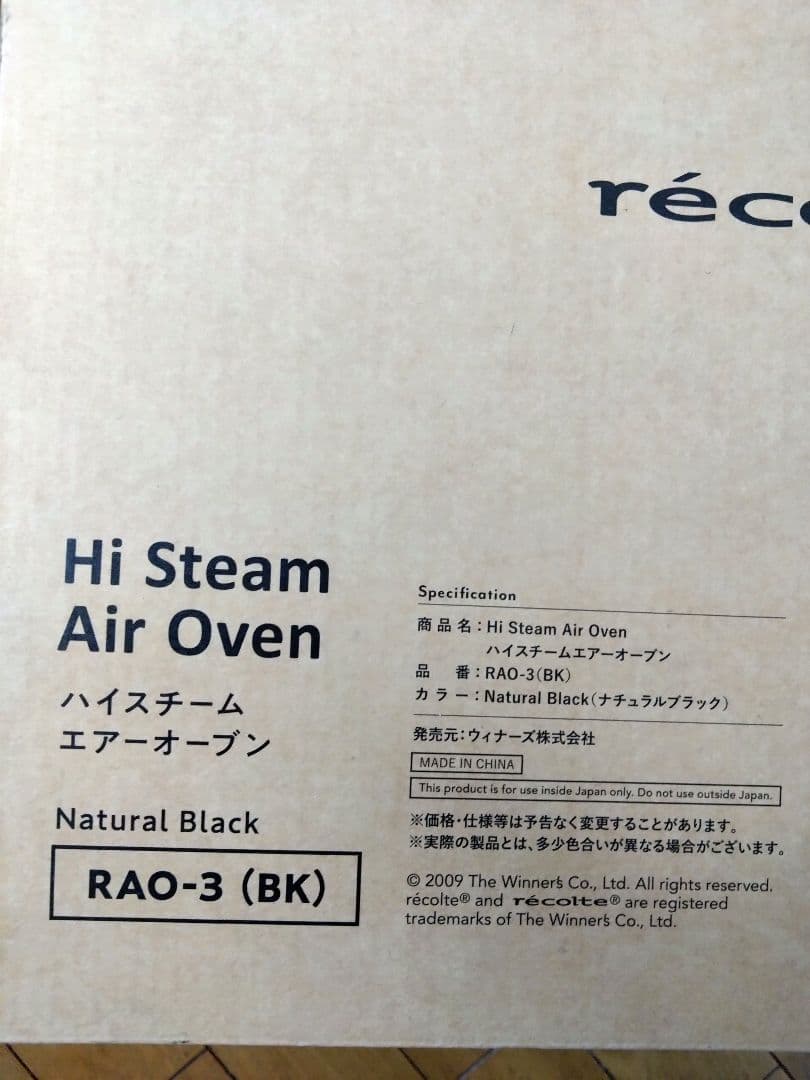 réco
Hi Steam
Air Oven
ハイスチーム
エアーオーブン
Natural Black
RAO-3 (BK)
Specification
商品名：Hi Steam Air Oven
ハイスチームエアーオーブン
品　番：RAO-3(BK)
カラー：Natural Black(ナチュラルブラック)
発売元：ウィナーズ株式会社
MADE IN CHINA
This product is for use inside Japan only. Do not use outside Japan.
※価格・仕様等は予告なく変更することがあります。
※実際の製品とは、多少色合いが異なる場合がございます。
© 2009 The Winner's Co., Ltd. All rights reserved.
récolte® and récolte® are registered
trademarks of The Winner's Co., Ltd.